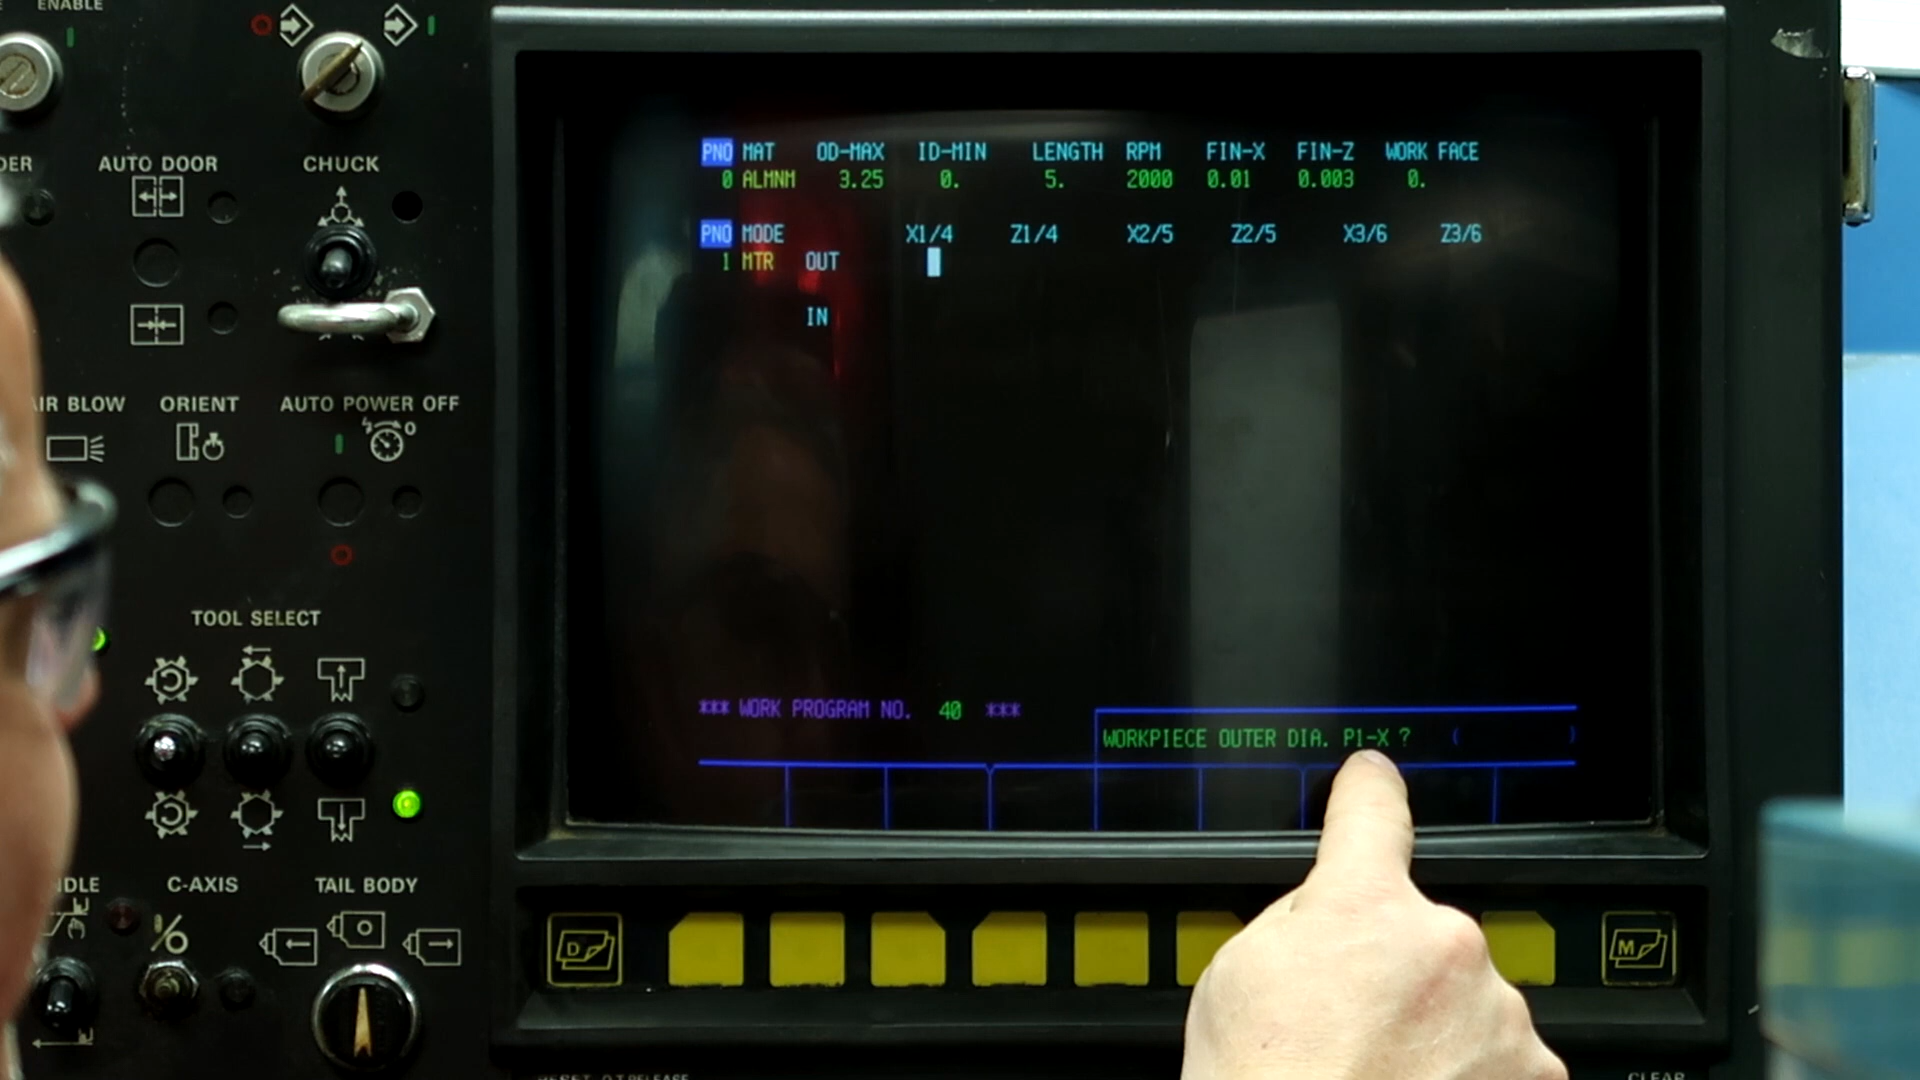 ENABLE
AUTO DOOR
CHUCK
AIR BLOW
ORIENT
AUTO POWER OFF
TOOL SELECT
C-AXIS
TAIL BODY
PNO MAT OD-MAX ID-MIN LENGTH RPM FIN-X FIN-Z WORK FACE
0 ALMNM 3.25 0. 5. 2000 0.01 0.003 0.
PNO MODE X1/4 Z1/4 X2/5 Z2/5 X3/6 Z3/6
1 MTR OUT
IN
*** WORK PROGRAM NO. 40 ***
WORKPIECE OUTER DIA. P1-X ? ( )
D
M
CLEAR